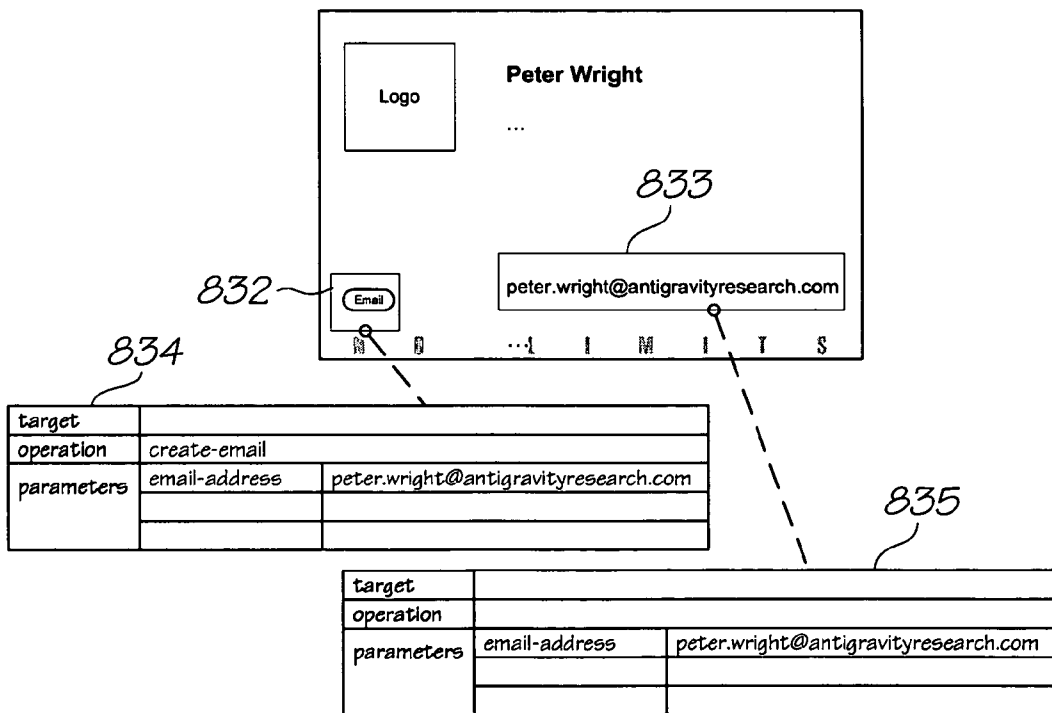 Logo
Peter Wright
...
833
832
Email
peter.wright@antigravityresearch.com
N O ...L I M I T S
834
target
operation create-email
parameters email-address peter.wright@antigravityresearch.com
835
target
operation
parameters email-address peter.wright@antigravityresearch.com